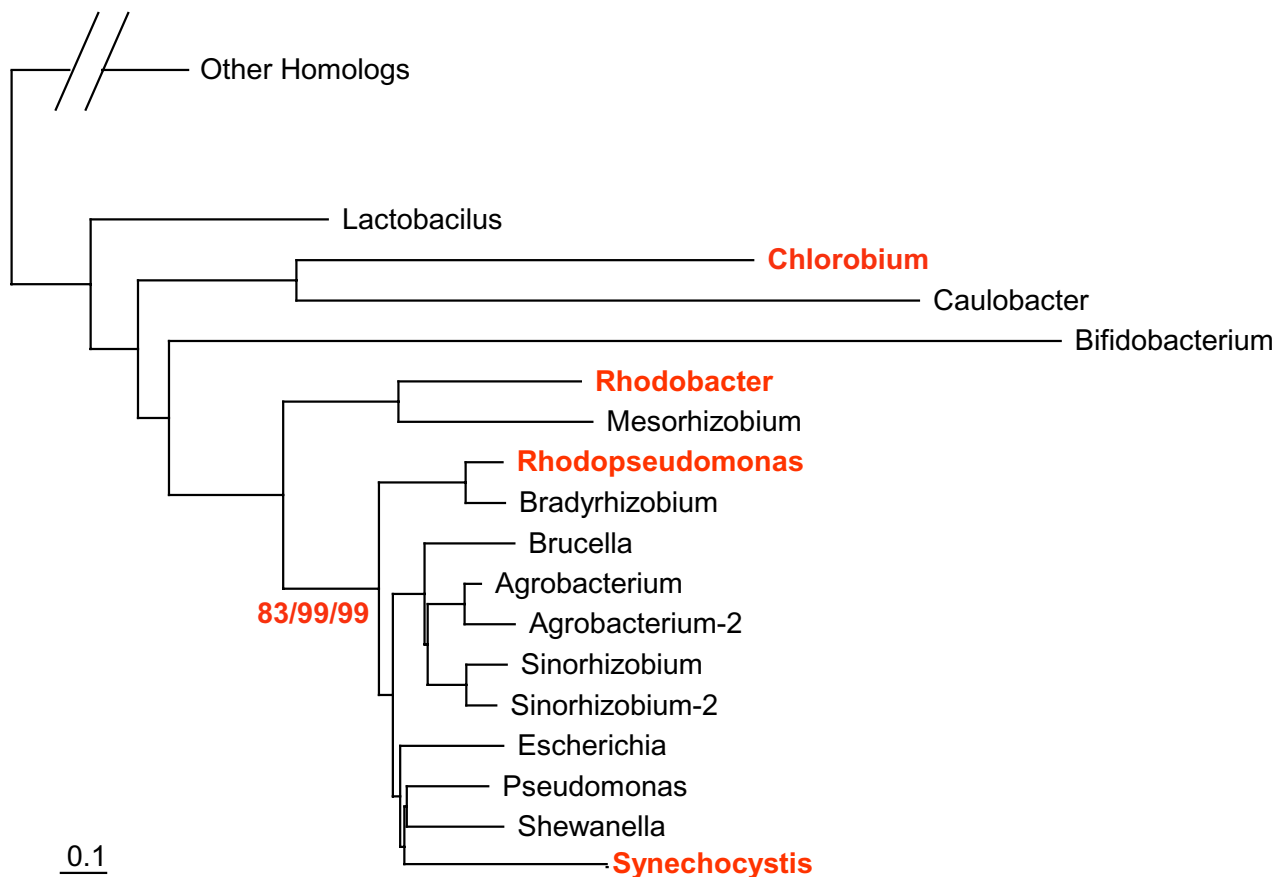 Other Homologs
Lactobacilus
Chlorobium
Caulobacter
Bifidobacterium
Rhodobacter
Mesorhizobium
Rhodopseudomonas
Bradyrhizobium
Brucella
Agrobacterium
83/99/99
Agrobacterium-2
Sinorhizobium
Sinorhizobium-2
Escherichia
Pseudomonas
Shewanella
0.1
Synechocystis